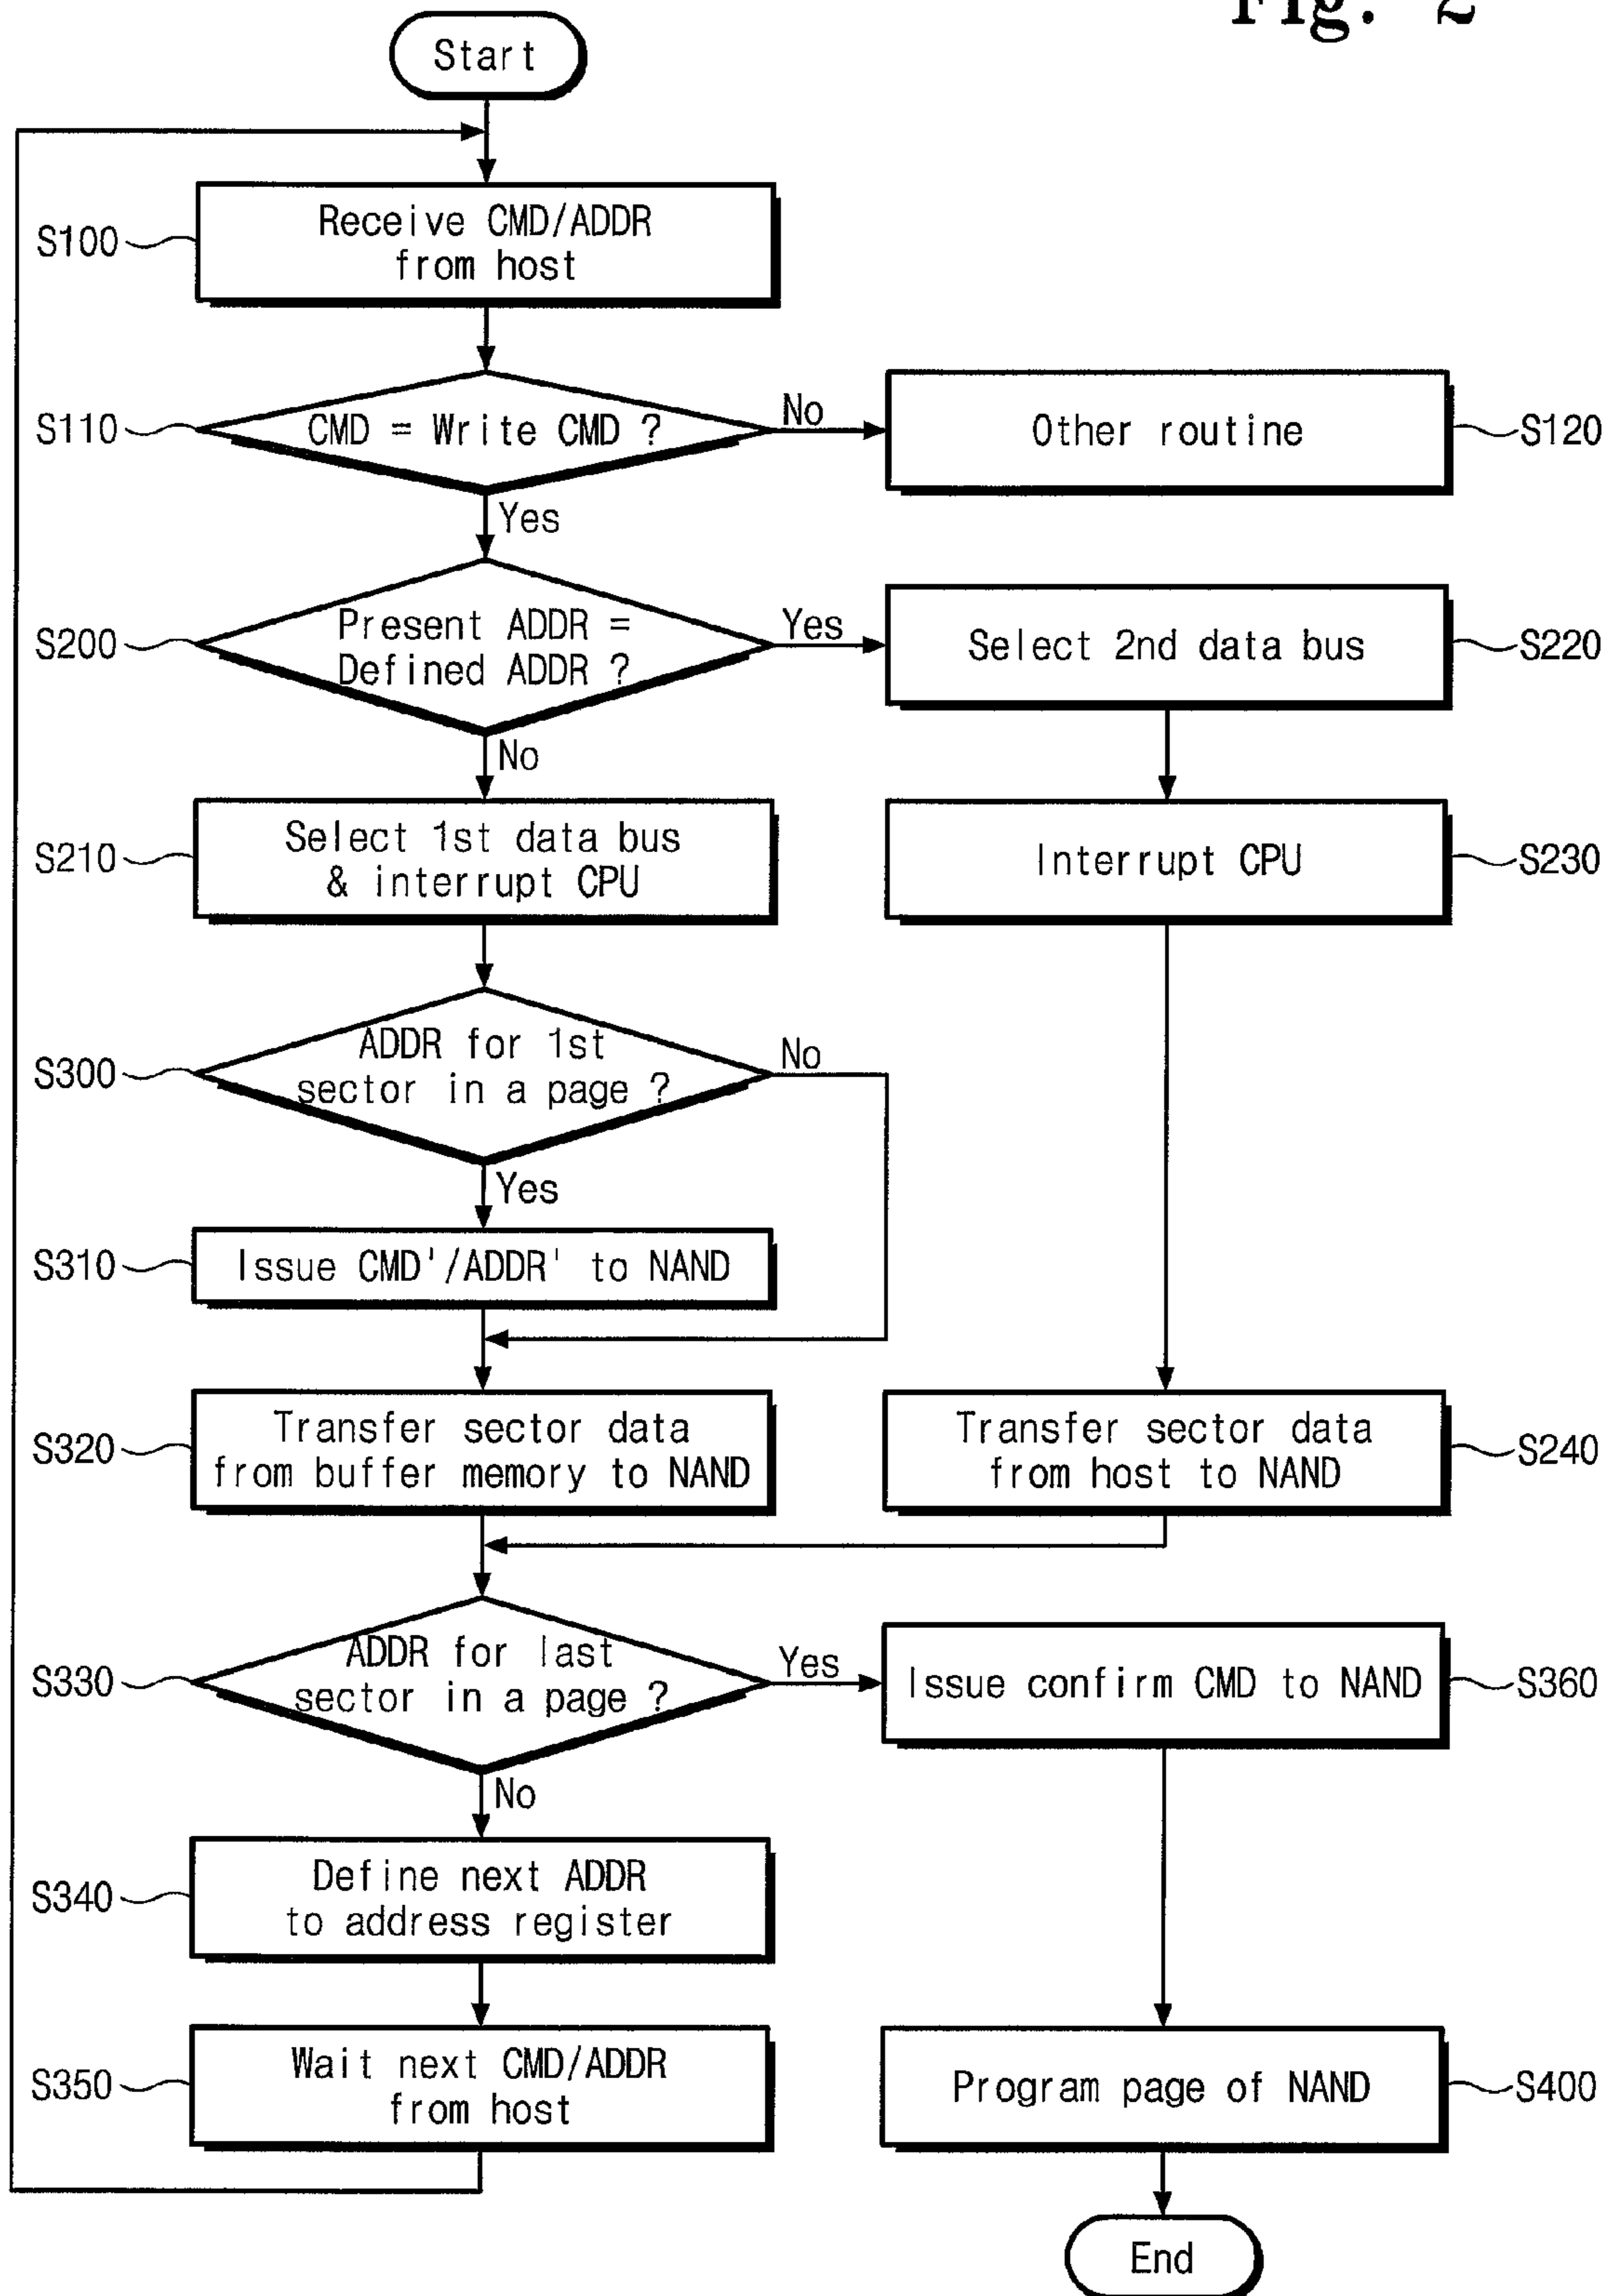 Fig. 2
Start
S100
Receive CMD/ADDR
from host
S110
CMD = Write CMD ?
No
Other routine
S120
Yes
S200
Present ADDR =
Defined ADDR ?
Yes
Select 2nd data bus
S220
No
S210
Select 1st data bus
& interrupt CPU
Interrupt CPU
S230
S300
ADDR for 1st
sector in a page ?
No
Yes
S310
Issue CMD'/ADDR' to NAND
S320
Transfer sector data
from buffer memory to NAND
Transfer sector data
from host to NAND
S240
S330
ADDR for last
sector in a page ?
Yes
Issue confirm CMD to NAND
S360
No
S340
Define next ADDR
to address register
S350
Wait next CMD/ADDR
from host
Program page of NAND
S400
End